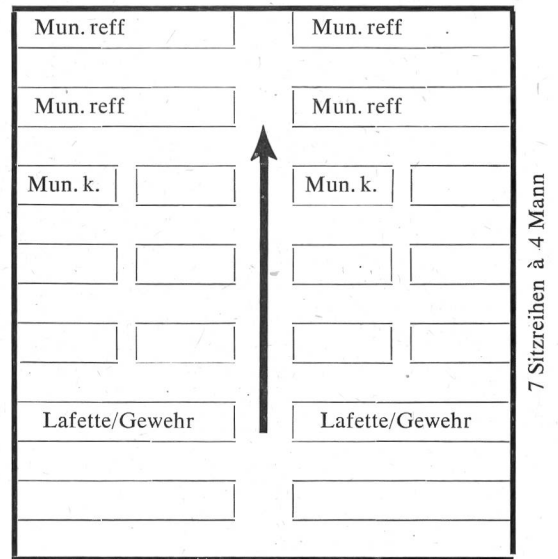 Mun. reff Mun. reff
Mun. reff Mun. reff
Mun. k. Mun. k.
Lafette/Gewehr Lafette/Gewehr
7 Sitzreihen à 4 Mann